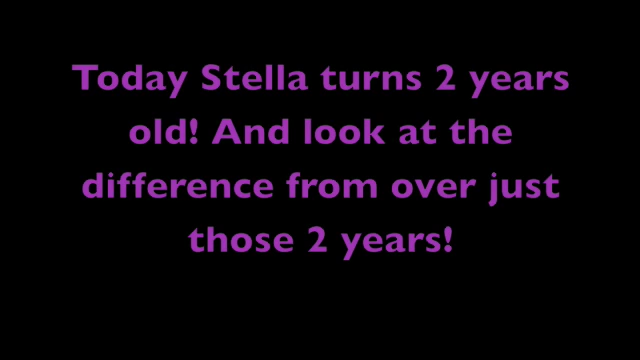 Today Stella turns 2 years
old! And look at the
difference from over just
those 2 years!